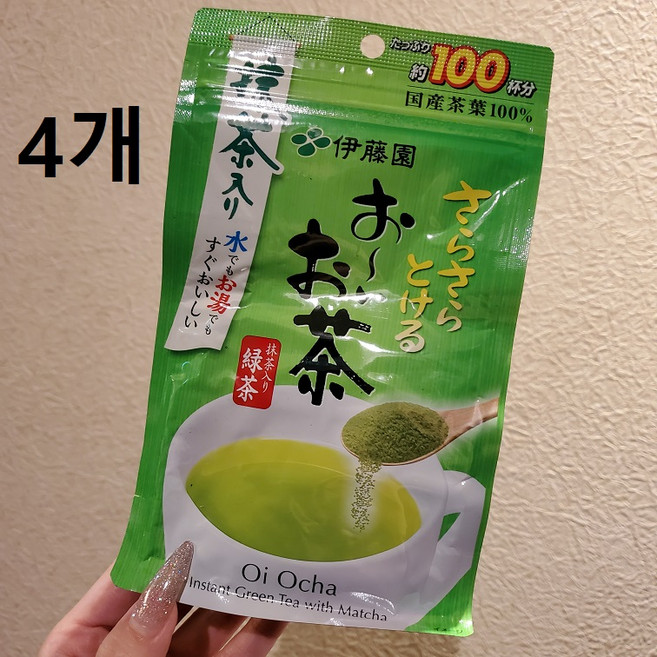 4개
たっぷり
約100杯分
国産茶葉100%
抹茶入り
伊藤園
お〜いお茶
さらさら
とける
水でもお湯でも
すぐおいしい
抹茶入り
緑茶
Oi Ocha
Instant Green Tea with Matcha